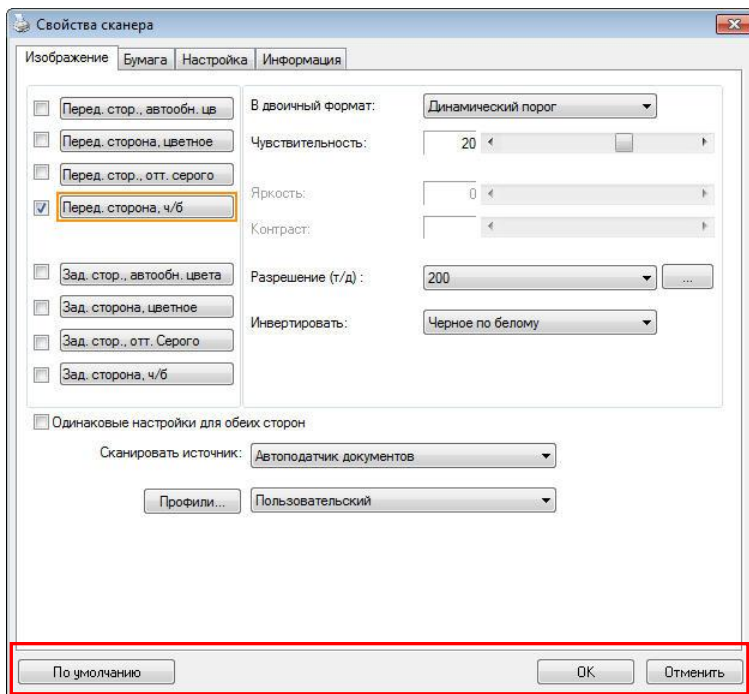 Свойства сканера
Изображение Бумага Настройка Информация
Перед. стор., автообн. цв
Перед. сторона, цветное
Перед. стор., отт. серого
Перед. сторона, ч/б
Зад. стор., автообн. цвета
Зад. сторона, цветное
Зад. стор., отт. Серого
Зад. сторона, ч/б
В двоичный формат: Динамический порог
Чувствительность: 20
Яркость: 0
Контраст:
Разрешение (т/д) : 200 ...
Инвертировать: Черное по белому
Одинаковые настройки для обеих сторон
Сканировать источник: Автоподатчик документов
Профили... Пользовательский
По умолчанию OK Отменить